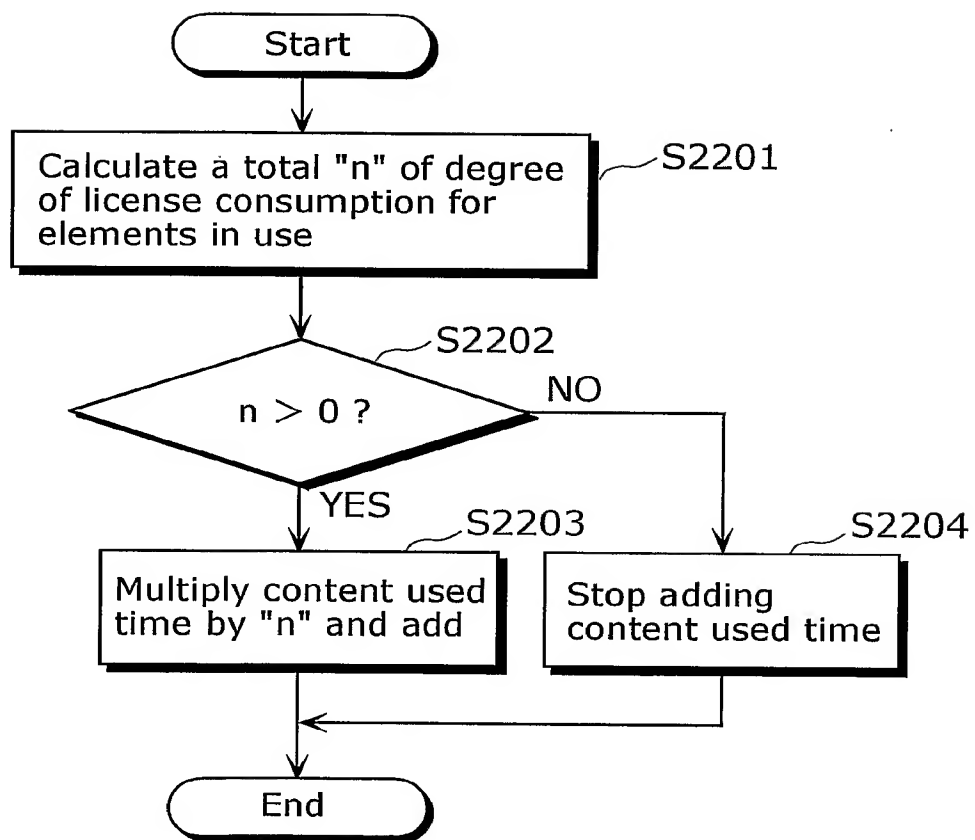 Start
Calculate a total "n" of degree
of license consumption for
elements in use
S2201
S2202
n > 0 ?
NO
YES
S2203
Multiply content used
time by "n" and add
S2204
Stop adding
content used time
End